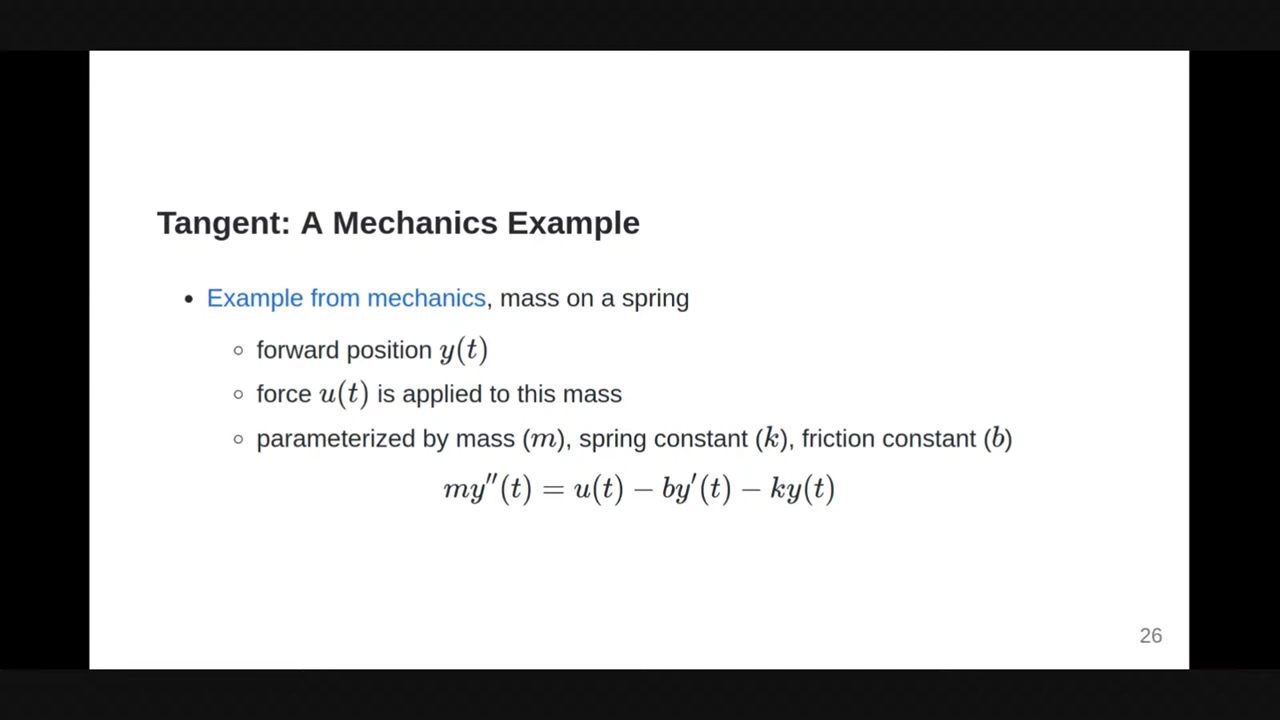 Tangent: A Mechanics Example
• Example from mechanics, mass on a spring
◦ forward position y(t)
◦ force u(t) is applied to this mass
◦ parameterized by mass (m), spring constant (k), friction constant (b)
my″(t) = u(t) − by′(t) − ky(t)
26